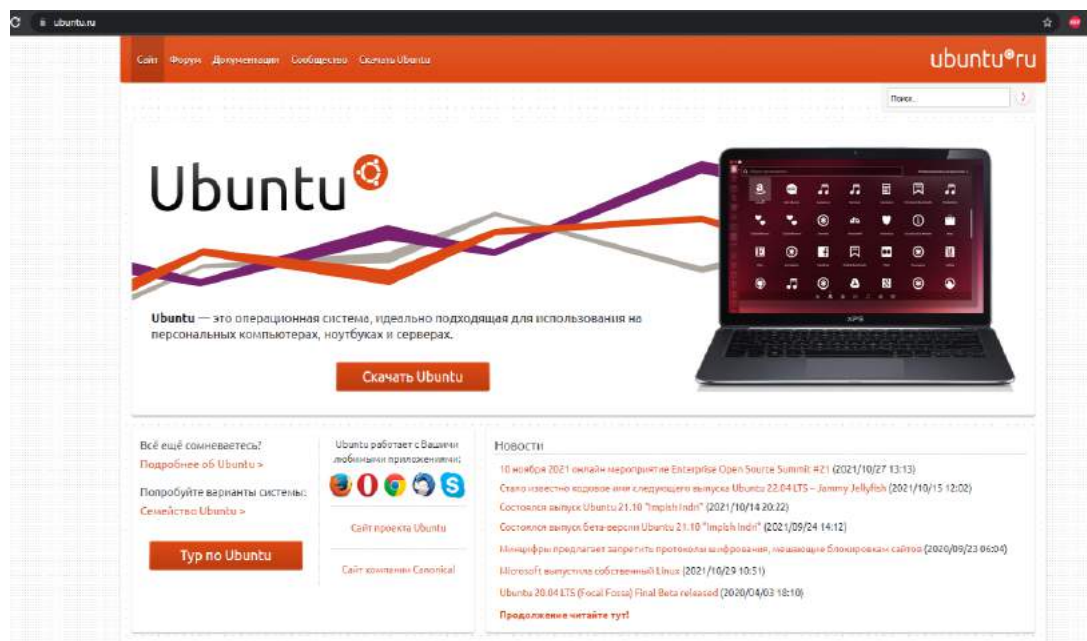 ubuntu.ru
Сайт Форум Документация Сообщество Скачать Ubuntu
ubuntu®ru
Поиск..
Ubuntu
Ubuntu — это операционная система, идеально подходящая для использования на
персональных компьютерах, ноутбуках и серверах.
Скачать Ubuntu
XPS
Всё ещё сомневаетесь?
Подробнее об Ubuntu >
Попробуйте варианты системы:
Семейство Ubuntu >
Тур по Ubuntu
Ubuntu работает с Вашими
любимыми приложениями:
Сайт проекта Ubuntu
Сайт компании Canonical
Новости
10 ноября 2021 онлайн мероприятие Enterprise Open Source Summit #21 (2021/10/27 13:13)
Стало известно кодовое имя следующего выпуска Ubuntu 22.04 LTS – Jammy Jellyfish (2021/10/15 12:02)
Состоялся выпуск Ubuntu 21.10 "Impish Indri" (2021/10/14 20:22)
Состоялся выпуск бета-версии Ubuntu 21.10 "Impish Indri" (2021/09/24 14:12)
Минцифры предлагает запретить протоколы шифрования, мешающие блокировкам сайтов (2020/09/23 06:04)
Microsoft выпустила собственный Linux (2021/10/29 10:51)
Ubuntu 20.04 LTS (Focal Fossa) Final Beta released (2020/04/03 18:10)
Продолжение читайте тут!